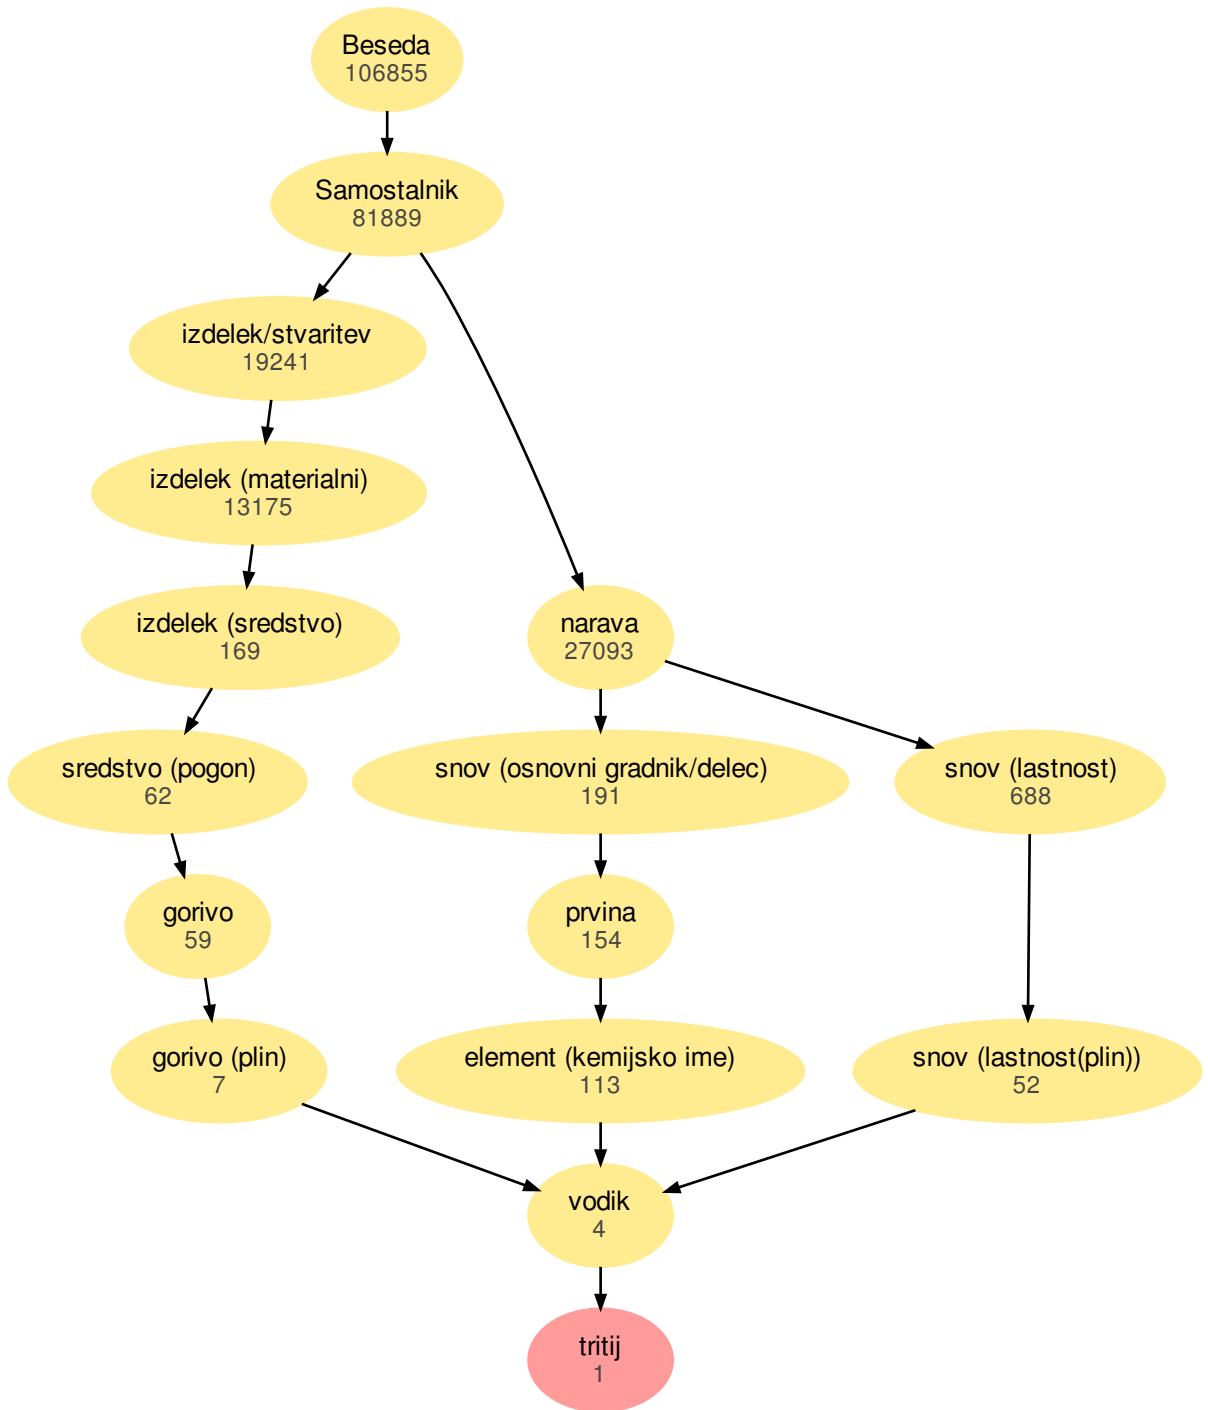 Beseda
106855
Samostalnik
81889
izdelek/stvaritev
19241
izdelek (materialni)
13175
izdelek (sredstvo)
169
narava
27093
sredstvo (pogon)
62
snov (osnovni gradnik/delec)
191
snov (lastnost)
688
gorivo
59
prvina
154
gorivo (plin)
7
element (kemijsko ime)
113
snov (lastnost(plin))
52
vodik
4
tritij
1